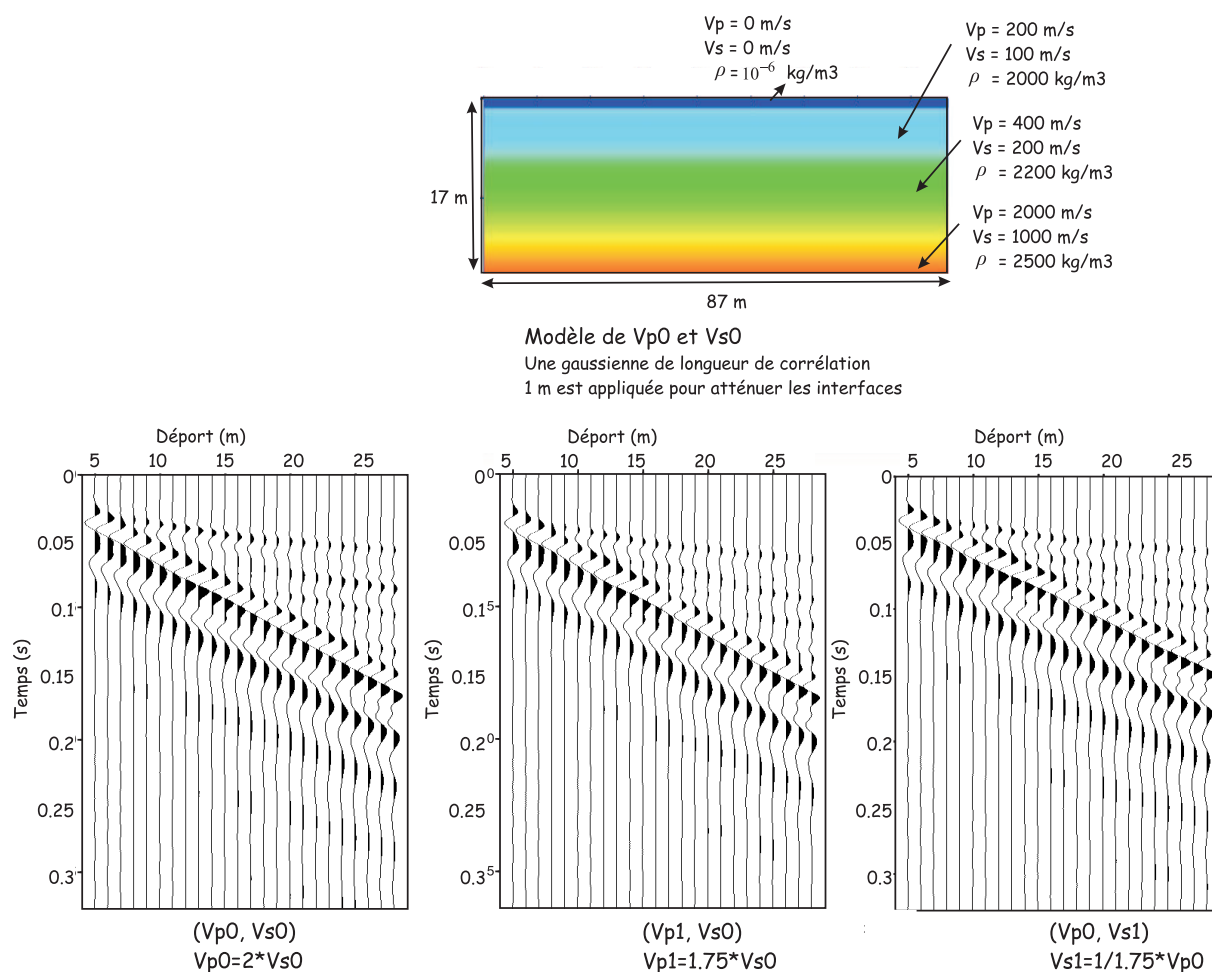 Vp = 0 m/s
Vs = 0 m/s
ρ = 10⁻⁶ kg/m3
Vp = 200 m/s
Vs = 100 m/s
ρ = 2000 kg/m3
Vp = 400 m/s
Vs = 200 m/s
ρ = 2200 kg/m3
Vp = 2000 m/s
Vs = 1000 m/s
ρ = 2500 kg/m3
17 m
87 m
Modèle de Vp0 et Vs0
Une gaussienne de longueur de corrélation
1 m est appliquée pour atténuer les interfaces
Déport (m)
5 10 15 20 25
0
0.05
0.1
0.15
0.2
0.25
0.3
Temps (s)
(Vp0, Vs0)
Vp0=2*Vs0
Déport (m)
5 10 15 20 25
0
0.05
0.15
0.15
0.2
0.25
0.35
Temps (s)
(Vp1, Vs0)
Vp1=1.75*Vs0
Déport (m)
5 10 15 20 25
0
0.05
0.1
0.15
0.2
0.25
0.3
Temps (s)
(Vp0, Vs1)
Vs1=1/1.75*Vp0